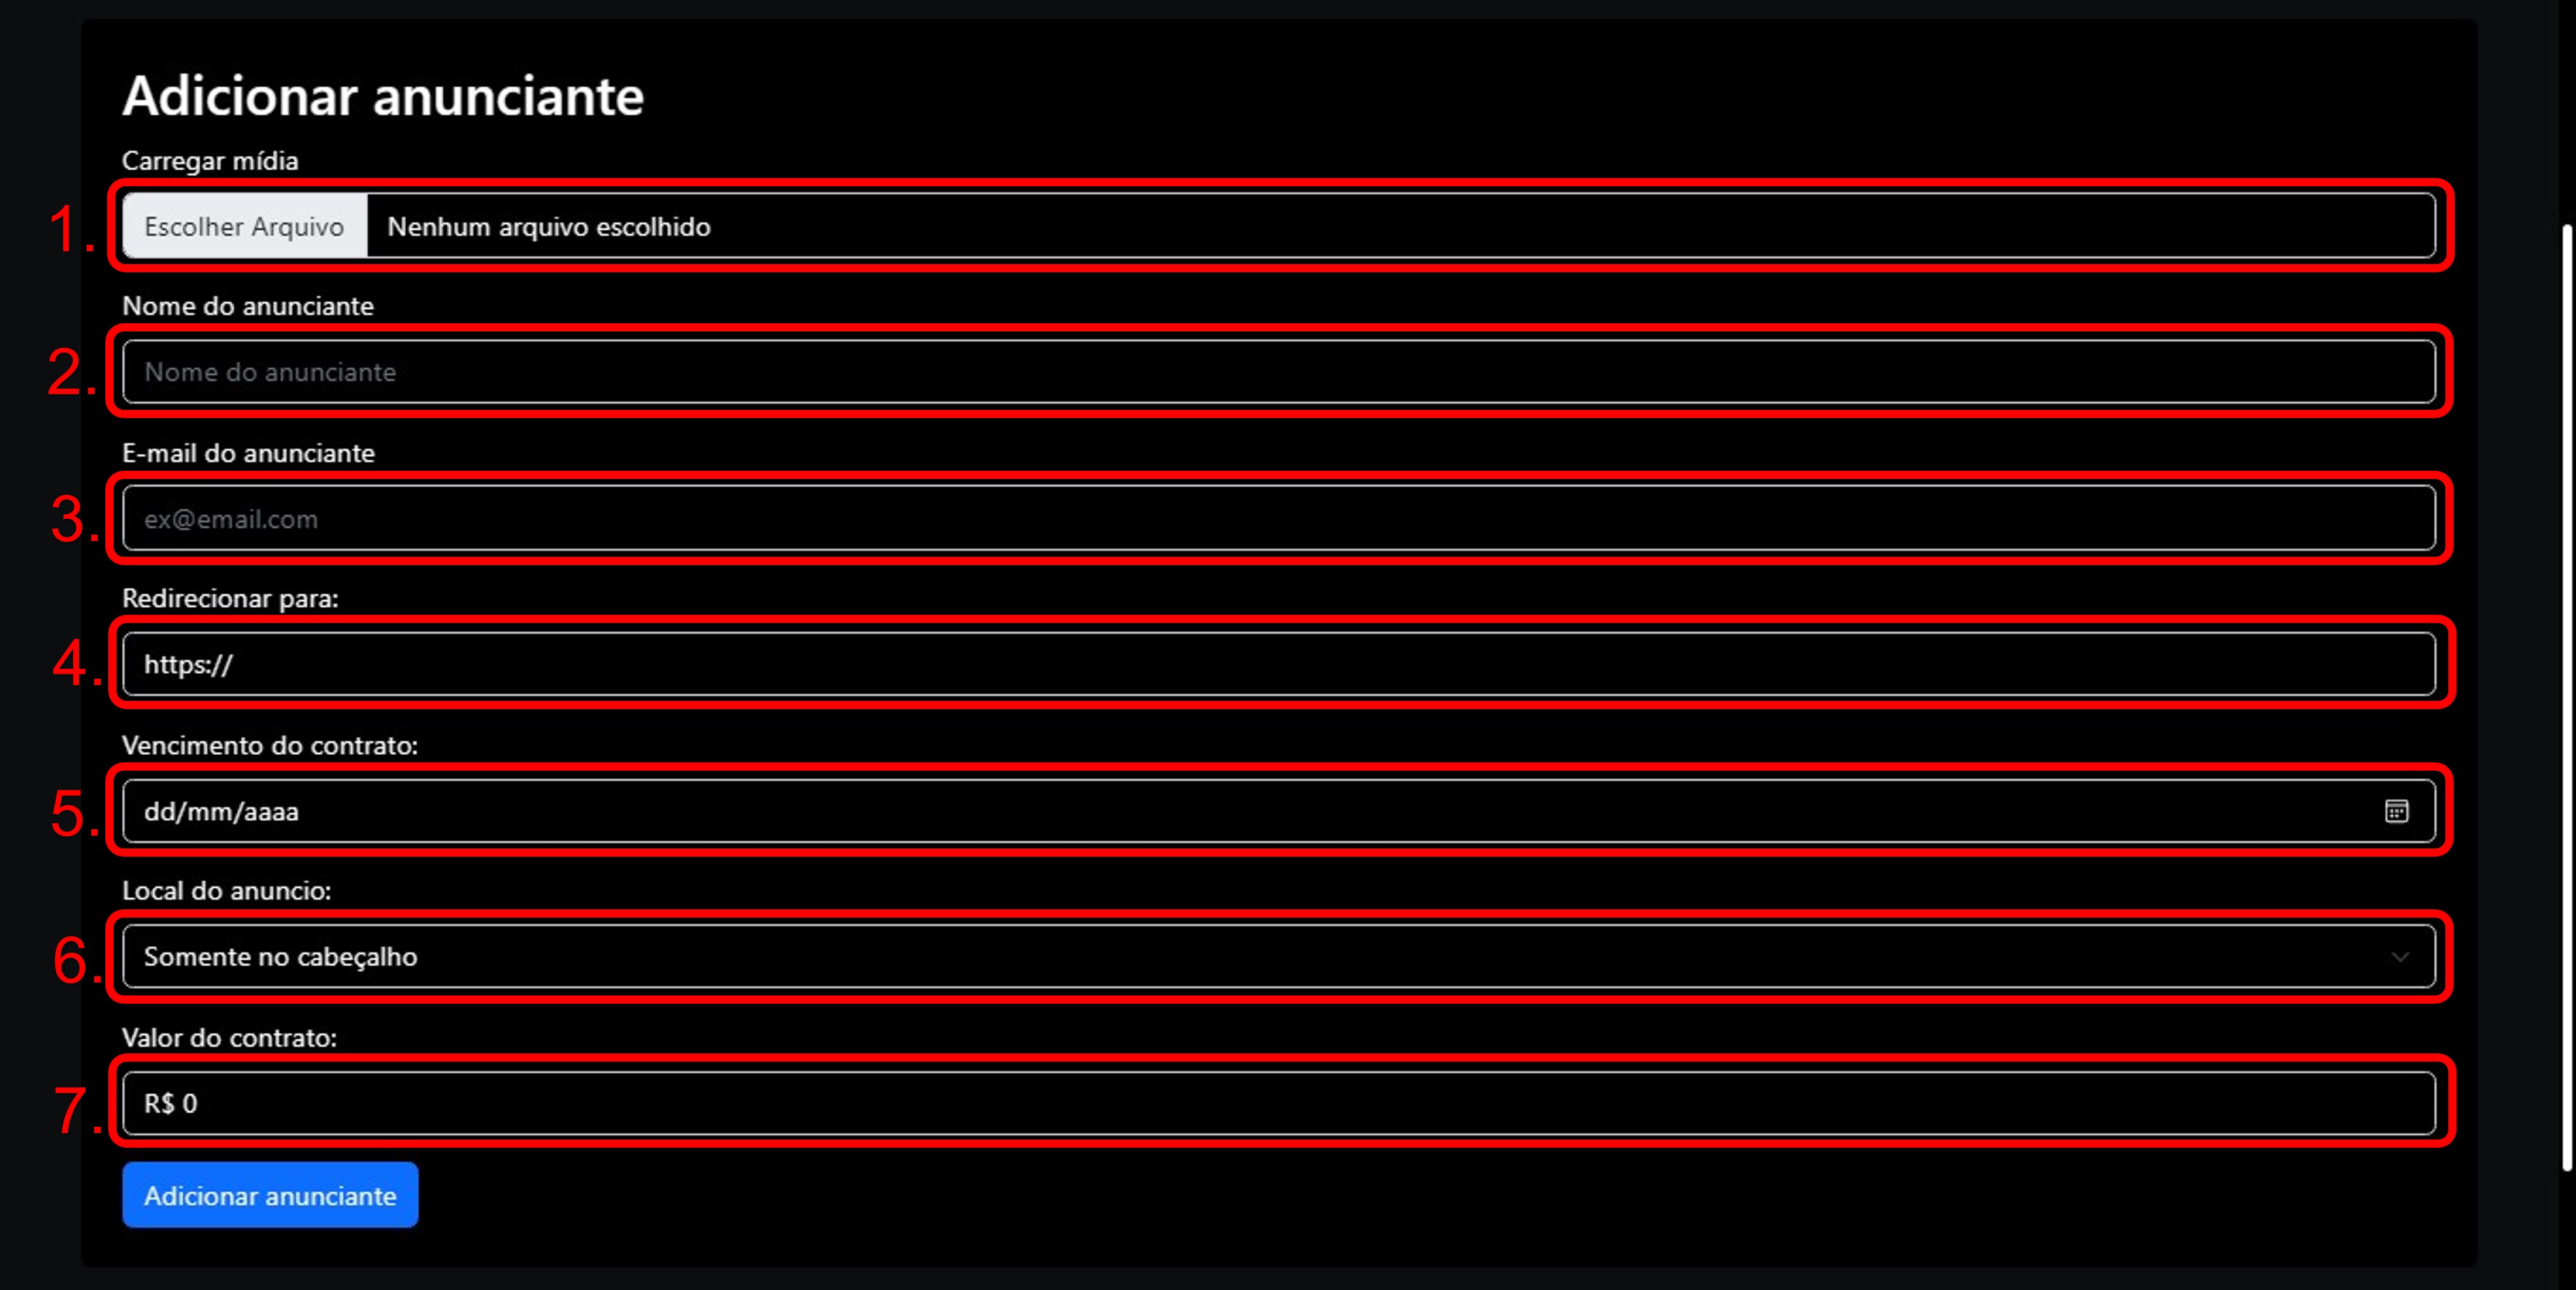 Adicionar anunciante
Carregar mídia
1. Escolher Arquivo Nenhum arquivo escolhido
Nome do anunciante
2. Nome do anunciante
E-mail do anunciante
3. ex@email.com
Redirecionar para:
4. https://
Vencimento do contrato:
5. dd/mm/aaaa
Local do anuncio:
6. Somente no cabeçalho
Valor do contrato:
7. R$ 0
Adicionar anunciante